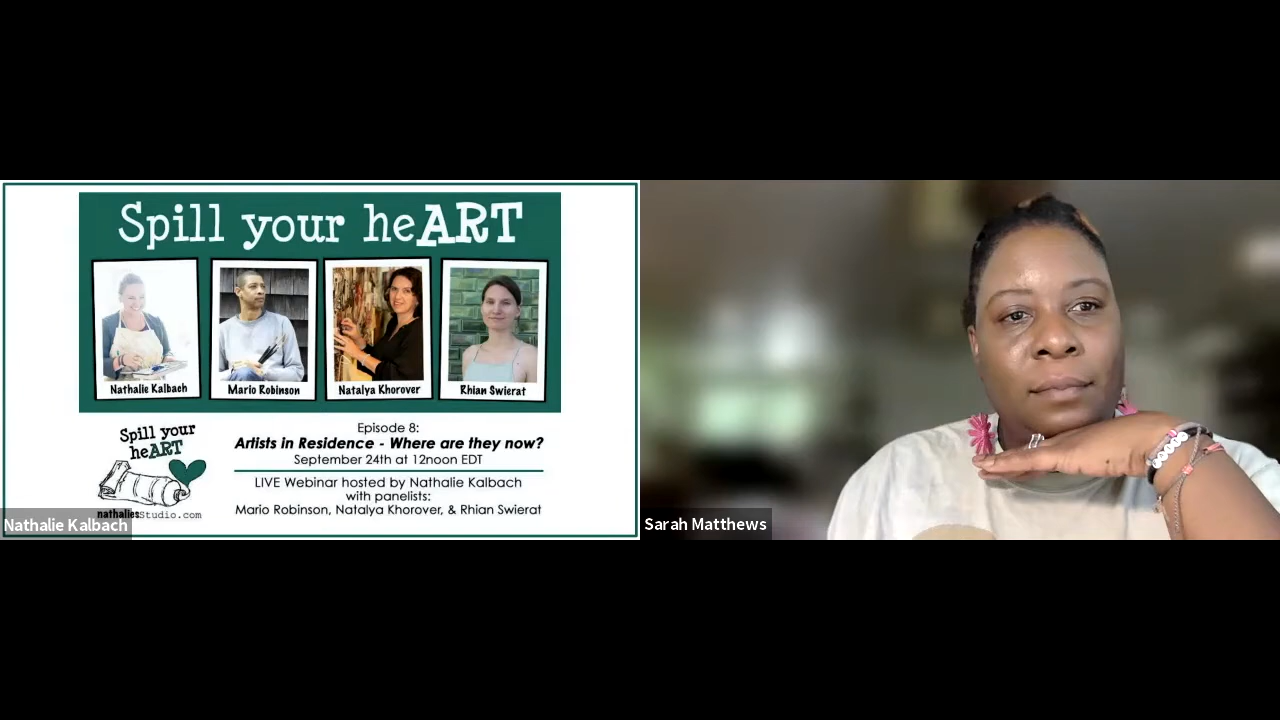 Spill your heART
Nathalie Kalbach
Mario Robinson
Natalya Khorover
Rhian Swierat
Spill your
heART
nathaliesStudio.com
Episode 8:
Artists in Residence - Where are they now?
September 24th at 12noon EDT
LIVE Webinar hosted by Nathalie Kalbach
with panelists:
Mario Robinson, Natalya Khorover, & Rhian Swierat
Nathalie Kalbach
Sarah Matthews